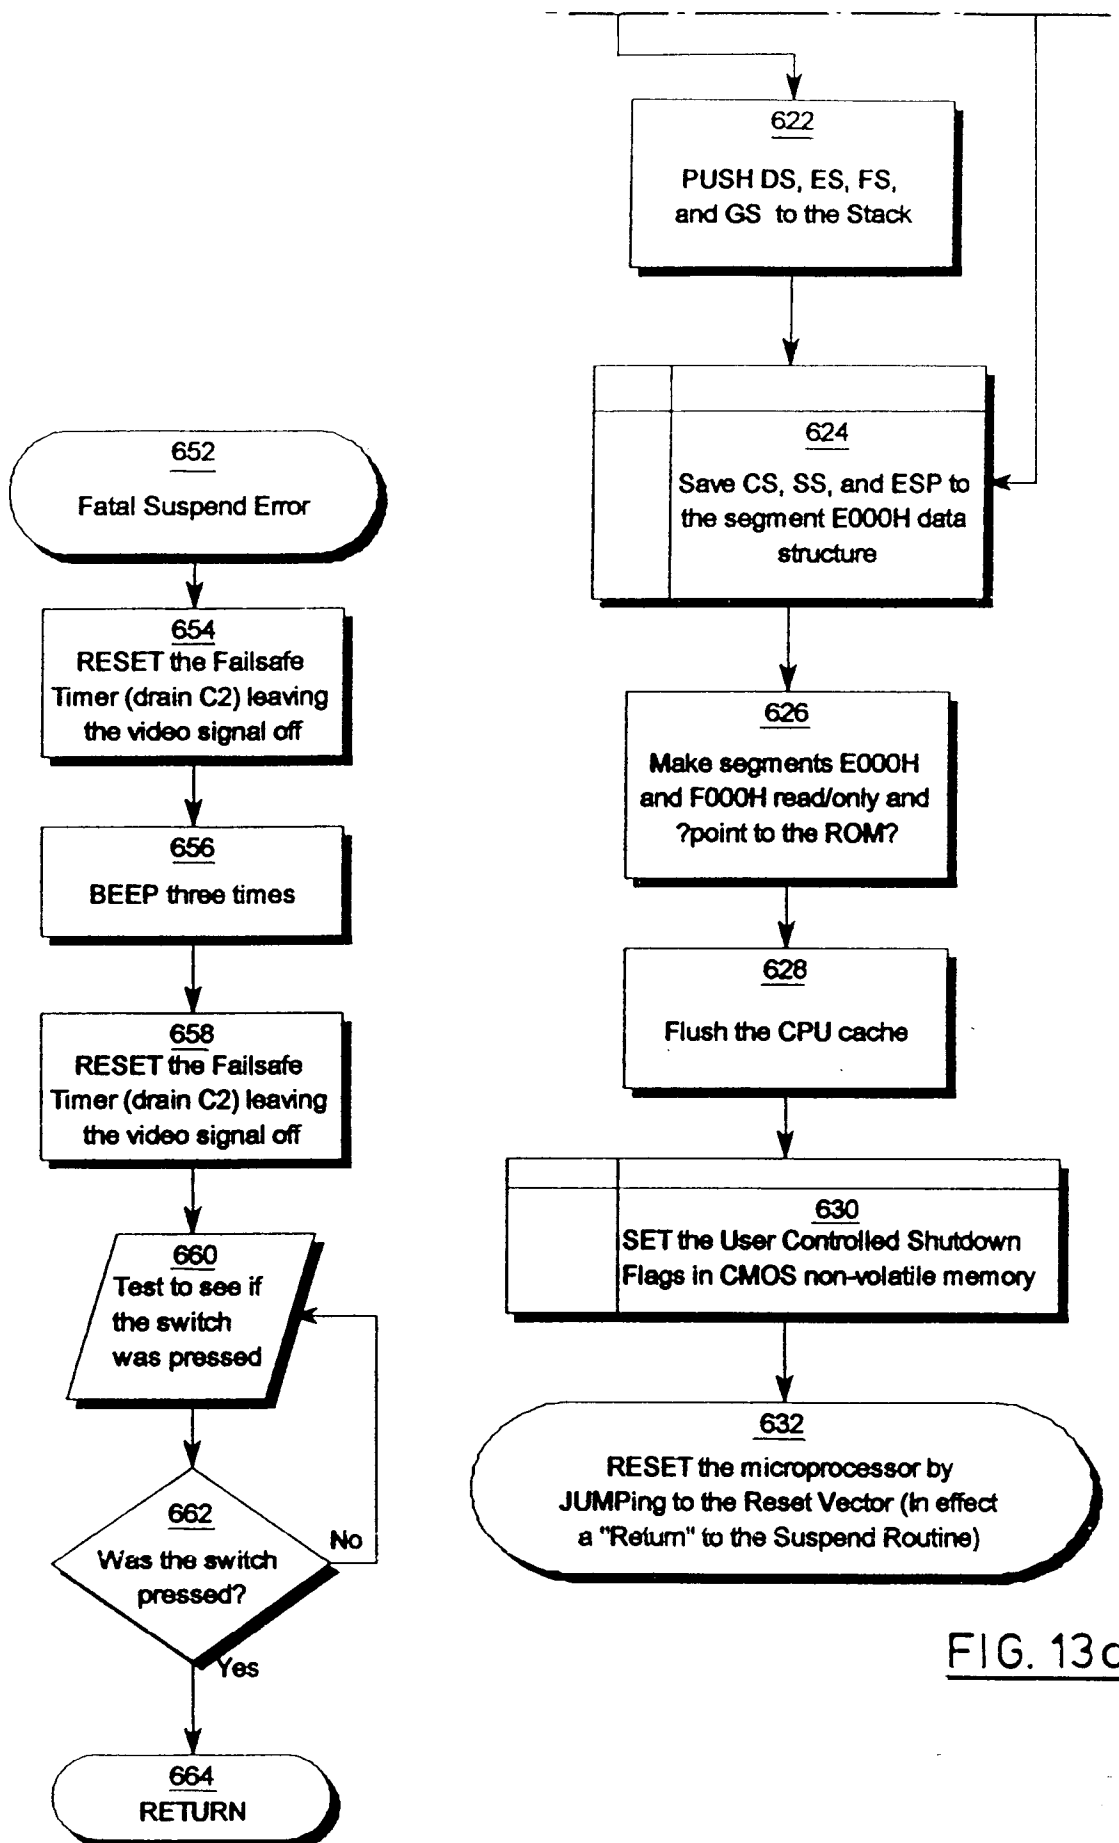 622
PUSH DS, ES, FS,
and GS to the Stack
624
Save CS, SS, and ESP to
the segment E000H data
structure
626
Make segments E000H
and F000H read/only and
?point to the ROM?
628
Flush the CPU cache
630
SET the User Controlled Shutdown
Flags in CMOS non-volatile memory
632
RESET the microprocessor by
JUMPing to the Reset Vector (In effect
a "Return" to the Suspend Routine)
652
Fatal Suspend Error
654
RESET the Failsafe
Timer (drain C2) leaving
the video signal off
656
BEEP three times
658
RESET the Failsafe
Timer (drain C2) leaving
the video signal off
660
Test to see if
the switch
was pressed
662
Was the switch
pressed?
No
Yes
664
RETURN
FIG.